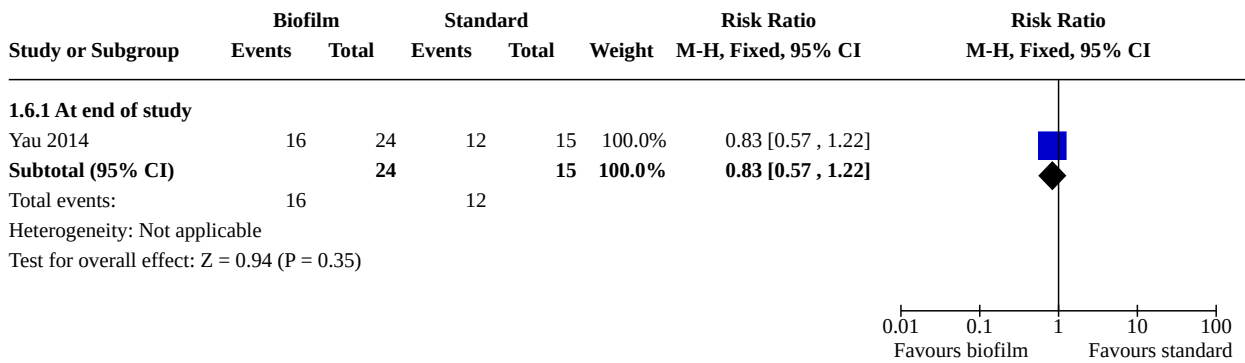 Biofilm Standard Risk Ratio Risk Ratio
Study or Subgroup Events Total Events Total Weight M-H, Fixed, 95% CI M-H, Fixed, 95% CI
1.6.1 At end of study
Yau 2014 16 24 12 15 100.0% 0.83 [0.57 , 1.22]
Subtotal (95% CI) 24 15 100.0% 0.83 [0.57 , 1.22]
Total events: 16 12
Heterogeneity: Not applicable
Test for overall effect: Z = 0.94 (P = 0.35)
0.01 0.1 1 10 100
Favours biofilm Favours standard